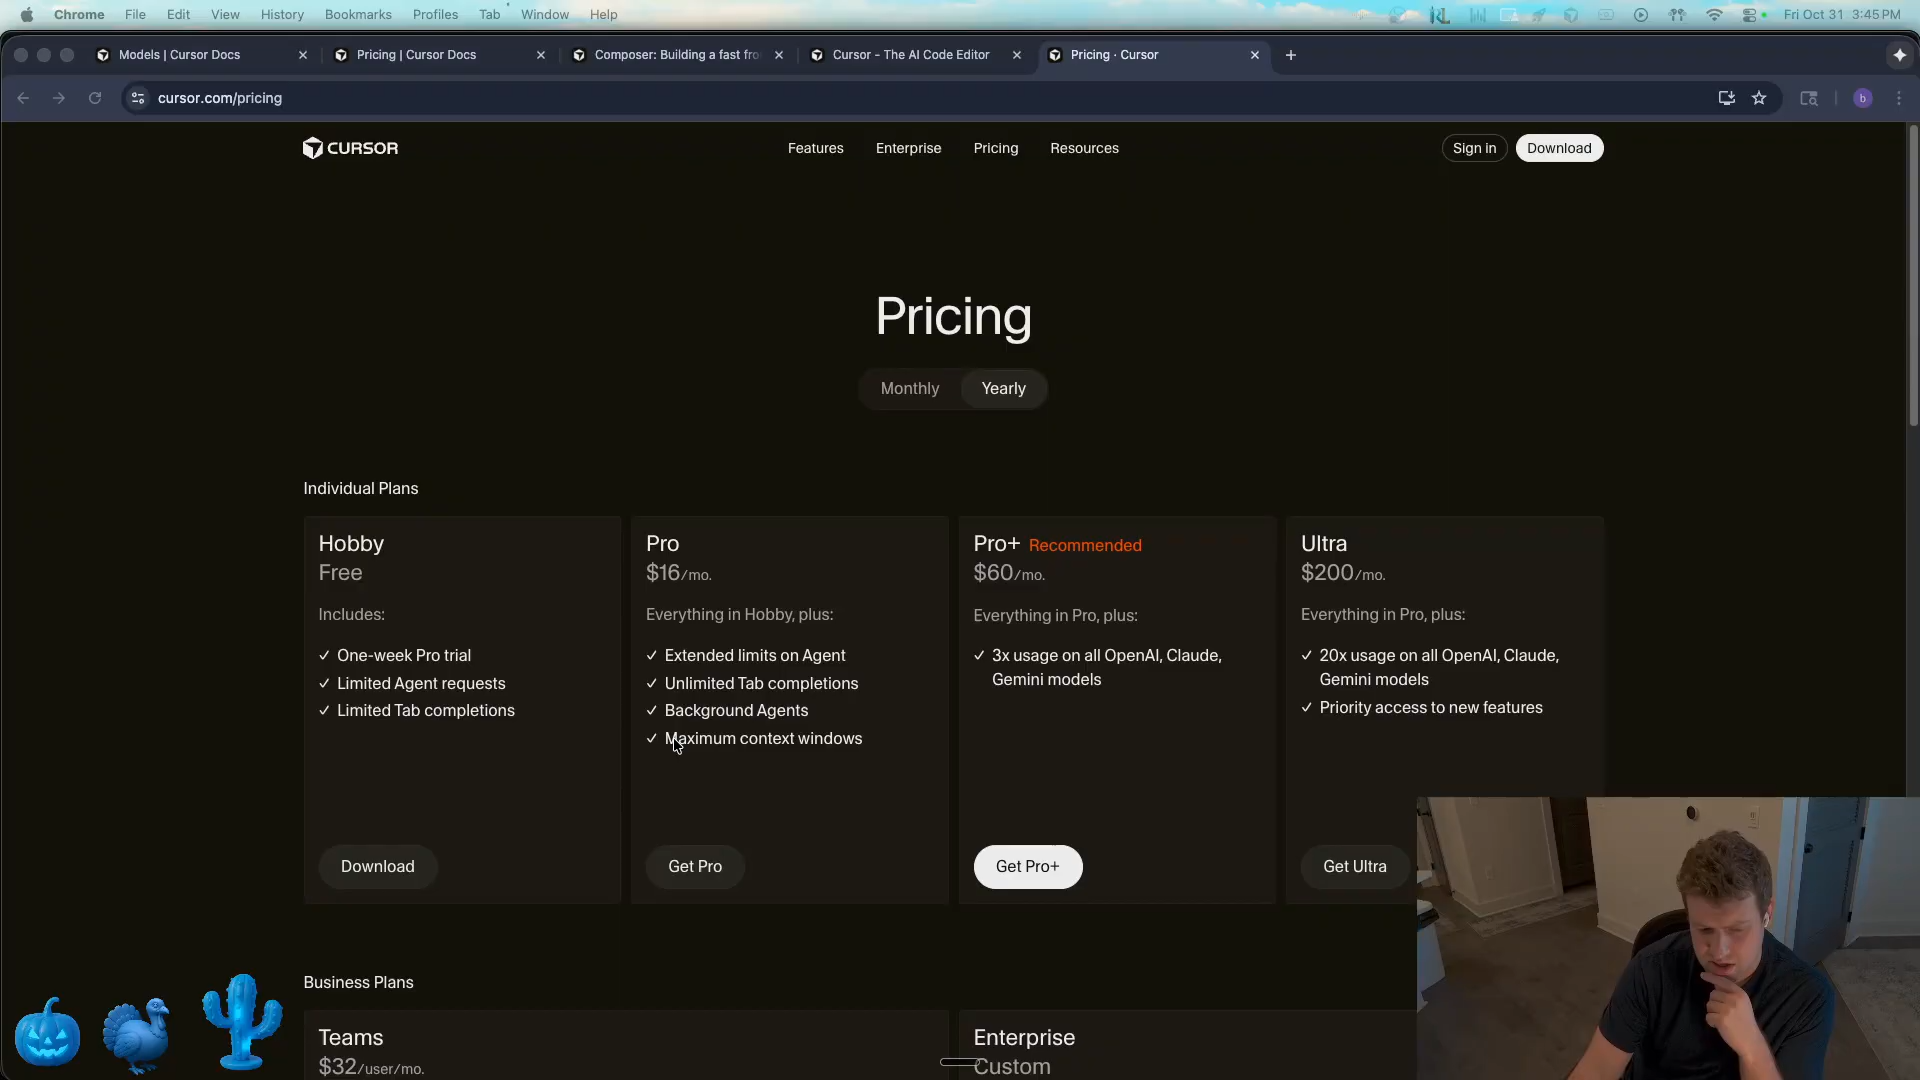 Chrome File Edit View History Bookmarks Profiles Tab Window Help Fri Oct 31 3:45 PM
Models | Cursor Docs Pricing | Cursor Docs Composer: Building a fast fro Cursor - The AI Code Editor Pricing · Cursor
cursor.com/pricing b
CURSOR Features Enterprise Pricing Resources Sign in Download
Pricing
Monthly Yearly
Individual Plans
Hobby
Free
Includes:
✓ One-week Pro trial
✓ Limited Agent requests
✓ Limited Tab completions
Download
Pro
$16/mo.
Everything in Hobby, plus:
✓ Extended limits on Agent
✓ Unlimited Tab completions
✓ Background Agents
✓ Maximum context windows
Get Pro
Pro+ Recommended
$60/mo.
Everything in Pro, plus:
✓ 3x usage on all OpenAI, Claude,
Gemini models
Get Pro+
Ultra
$200/mo.
Everything in Pro, plus:
✓ 20x usage on all OpenAI, Claude,
Gemini models
✓ Priority access to new features
Get Ultra
Business Plans
Teams
$32/user/mo.
Enterprise
Custom